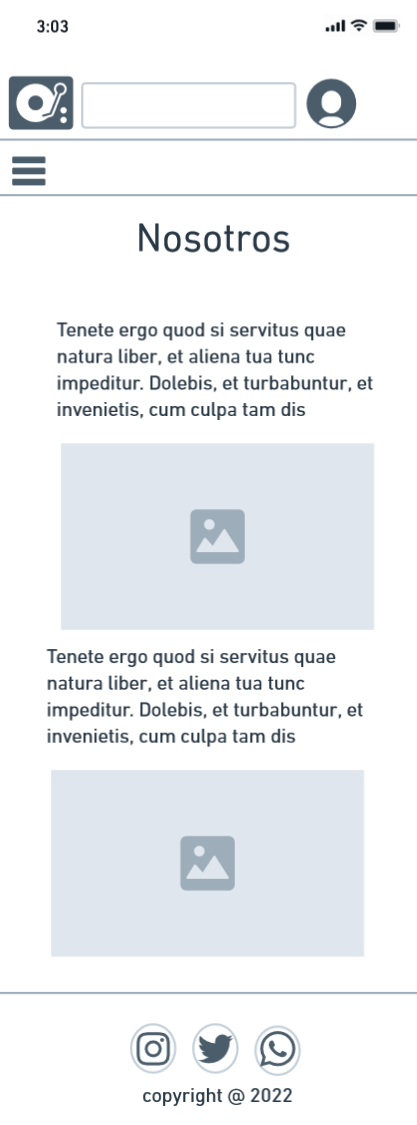 3:03
Nosotros
Tenete ergo quod si servitus quae
natura liber, et aliena tua tunc
impeditur. Dolebis, et turbabuntur, et
invenietis, cum culpa tam dis
Tenete ergo quod si servitus quae
natura liber, et aliena tua tunc
impeditur. Dolebis, et turbabuntur, et
invenietis, cum culpa tam dis
copyright @ 2022